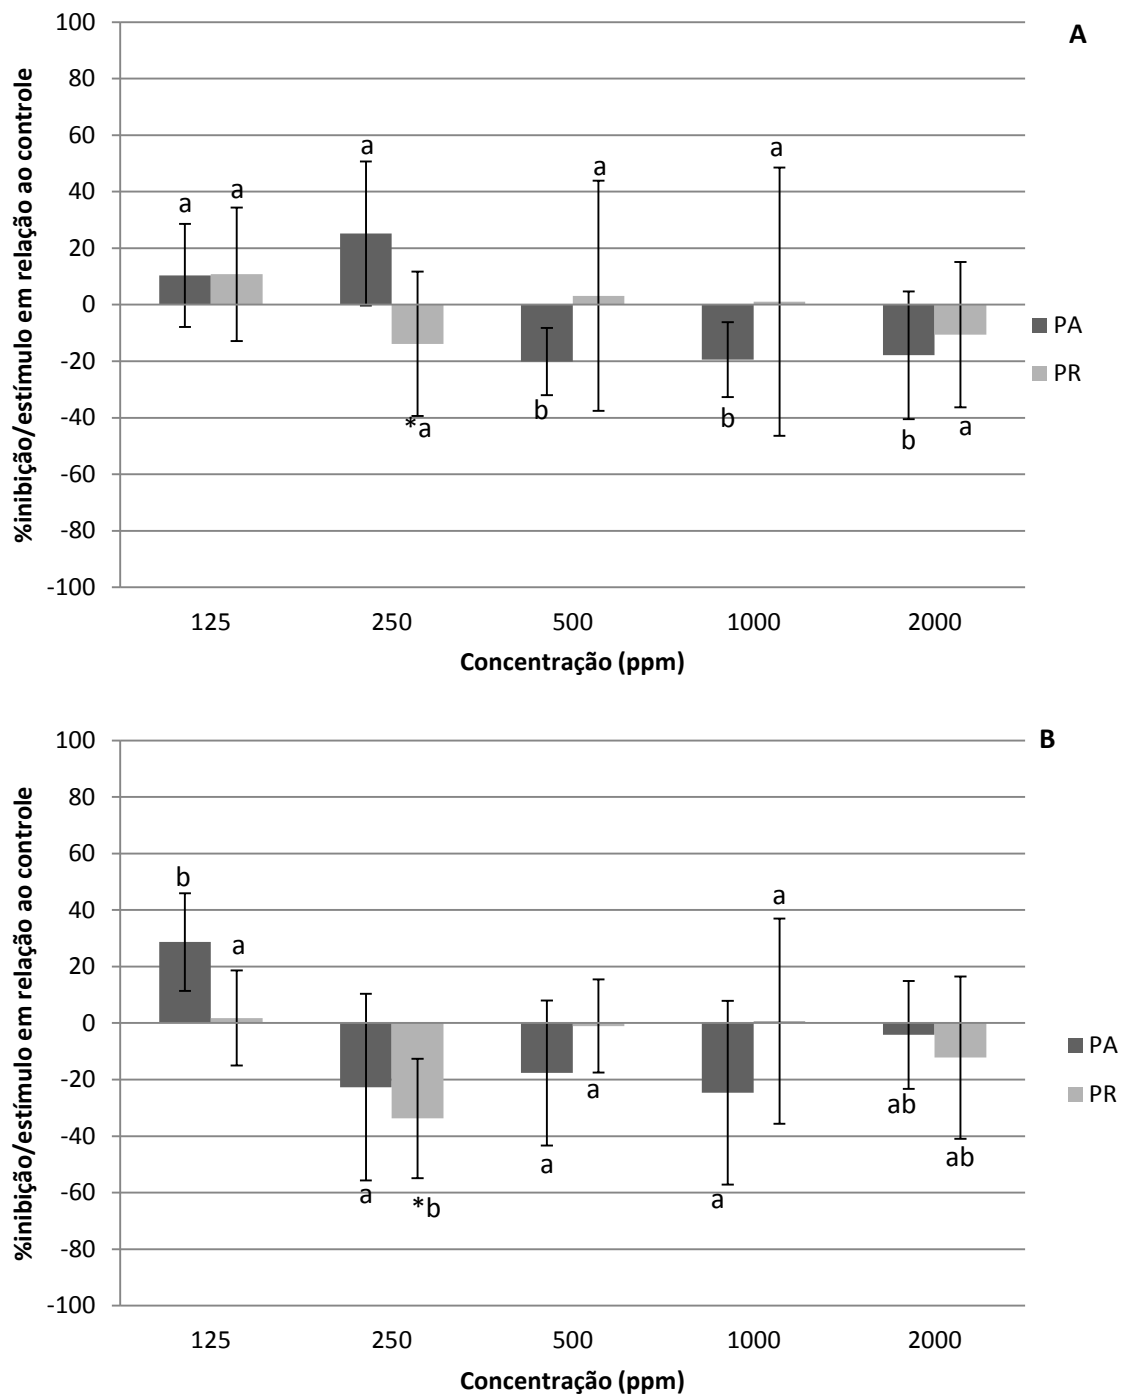 A
%inibição/estímulo em relação ao controle
100
80
60
40
20
0
-20
-40
-60
-80
-100
a
a
a
*a
b
a
b
a
b
a
PA
PR
125 250 500 1000 2000
Concentração (ppm)
B
%inibição/estímulo em relação ao controle
100
80
60
40
20
0
-20
-40
-60
-80
-100
b
a
a
*b
a
a
a
a
ab
ab
PA
PR
125 250 500 1000 2000
Concentração (ppm)